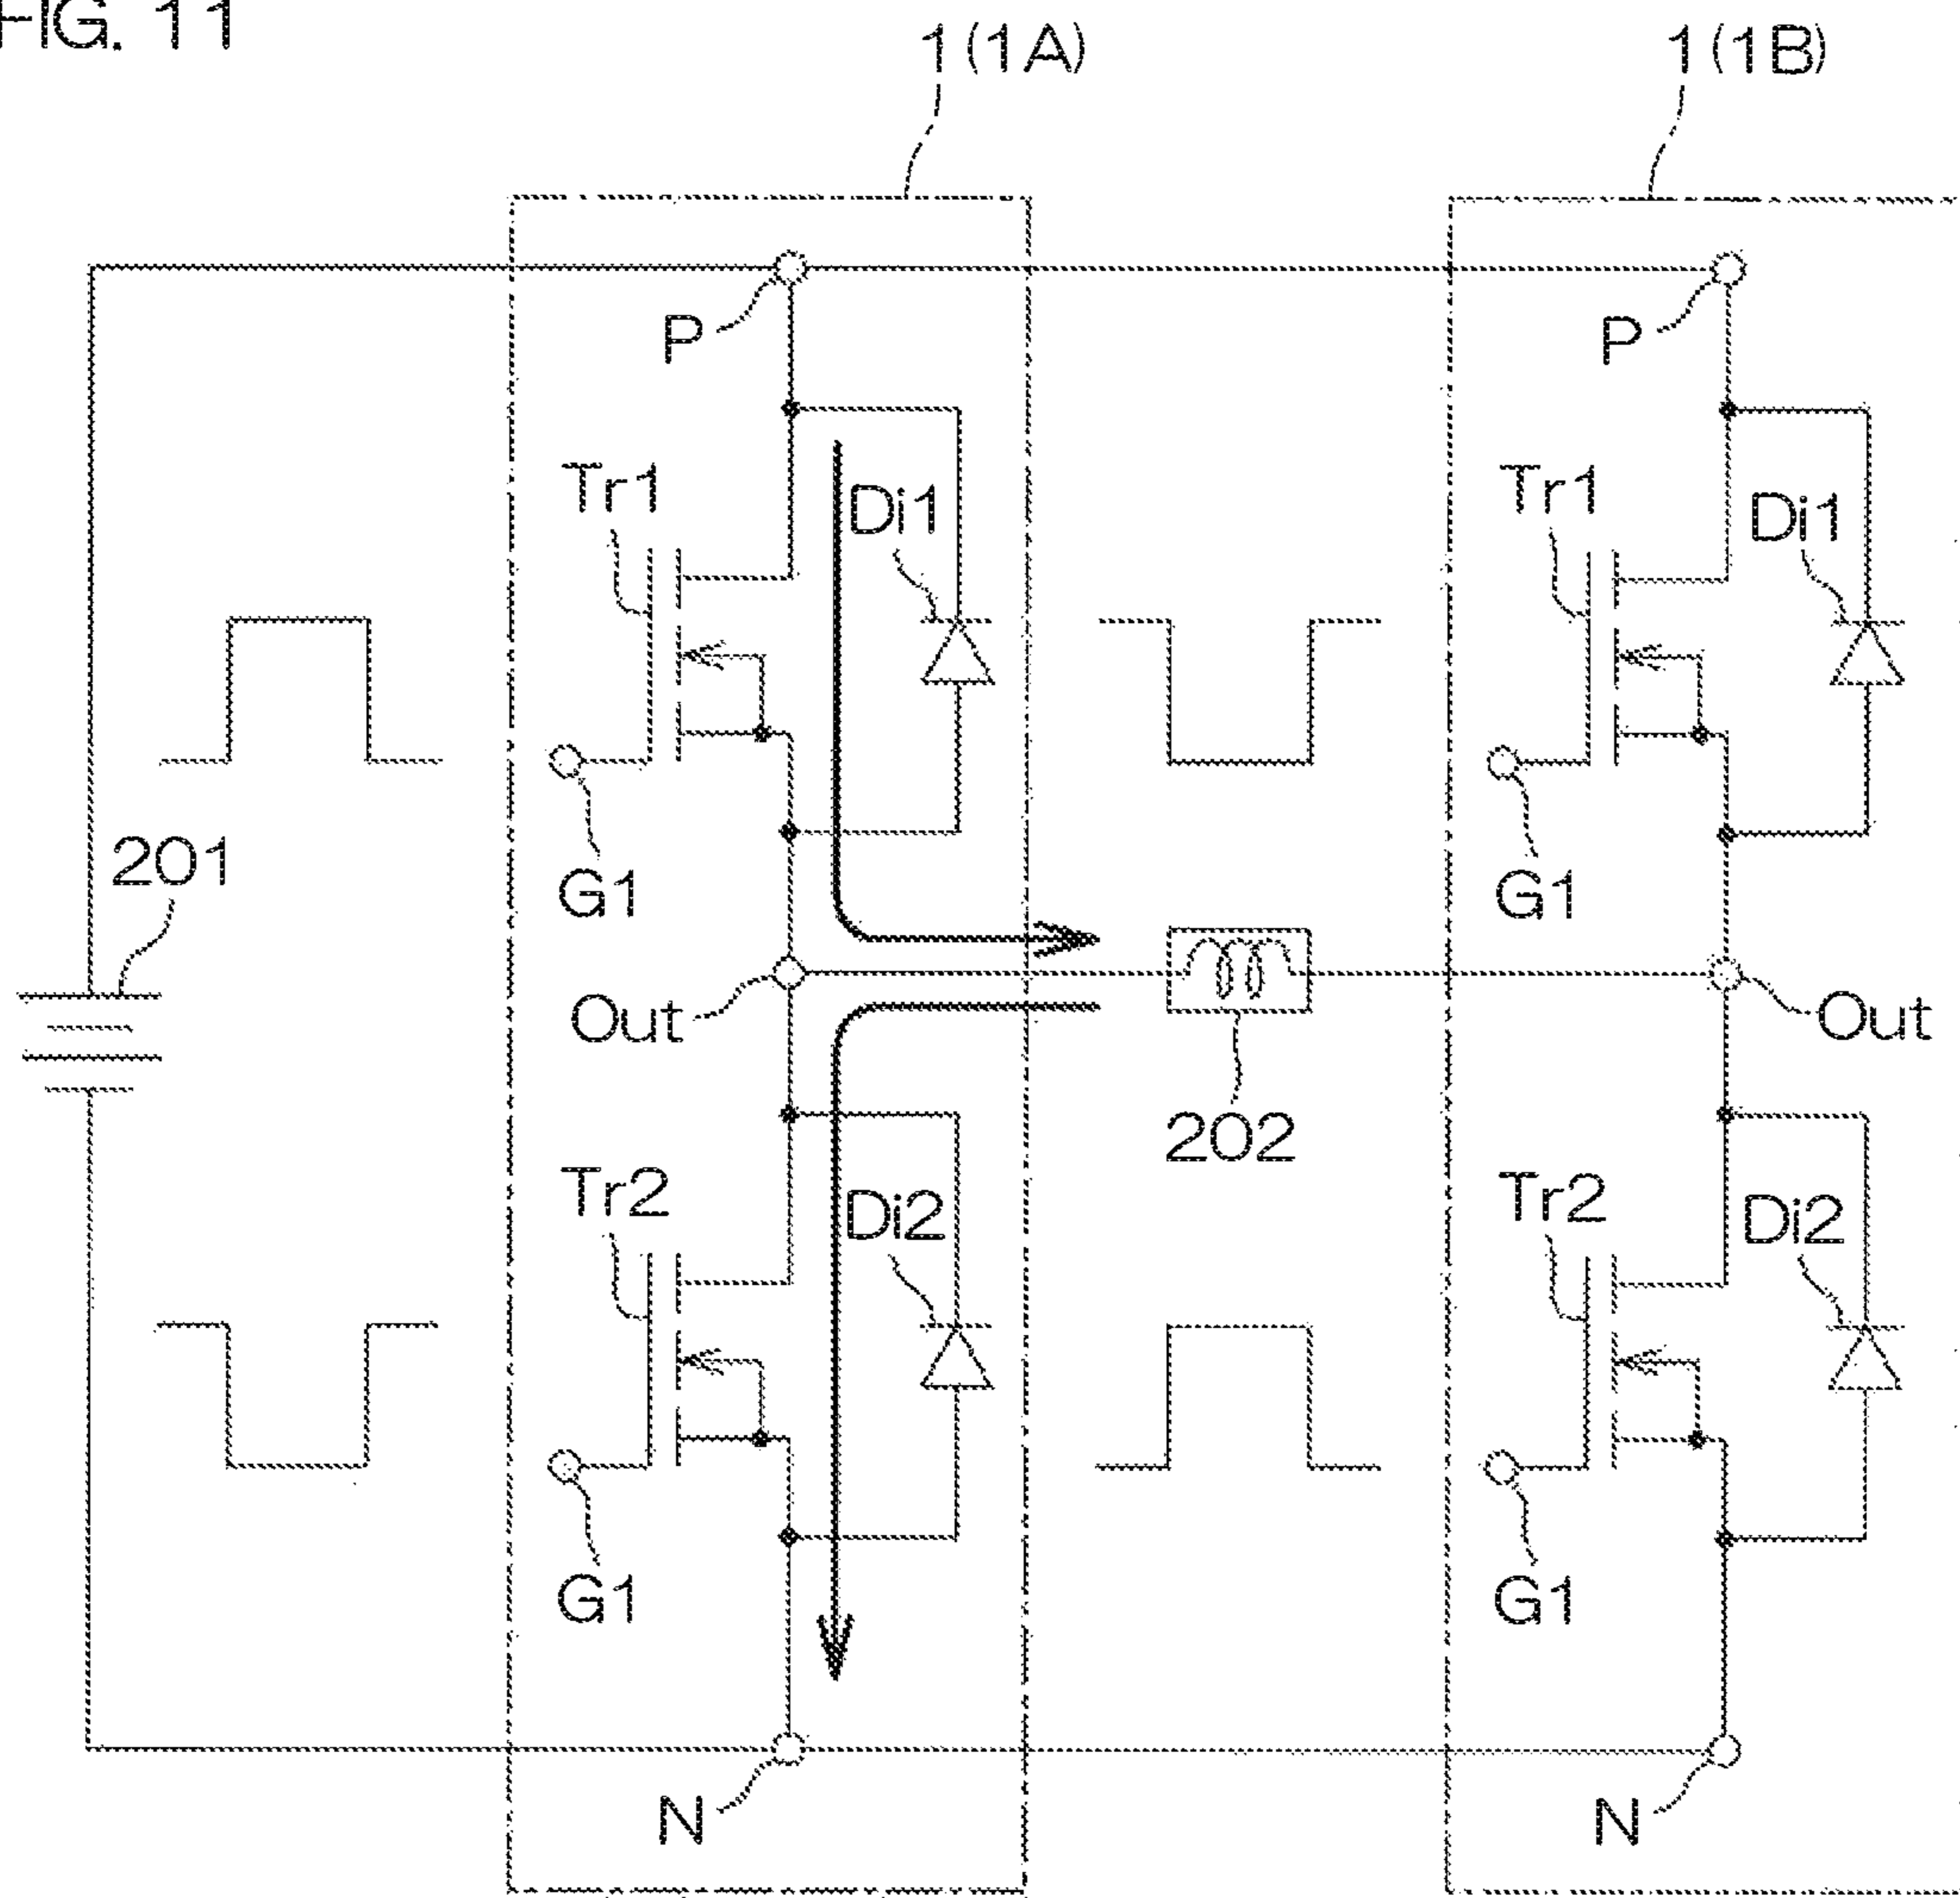 FIG. 11
1 (1A)
1 (1B)
P
P
Tr1
Di1
Tr1
Di1
201
G1
G1
Out
Out
202
Tr2
Di2
Tr2
Di2
G1
G1
N
N